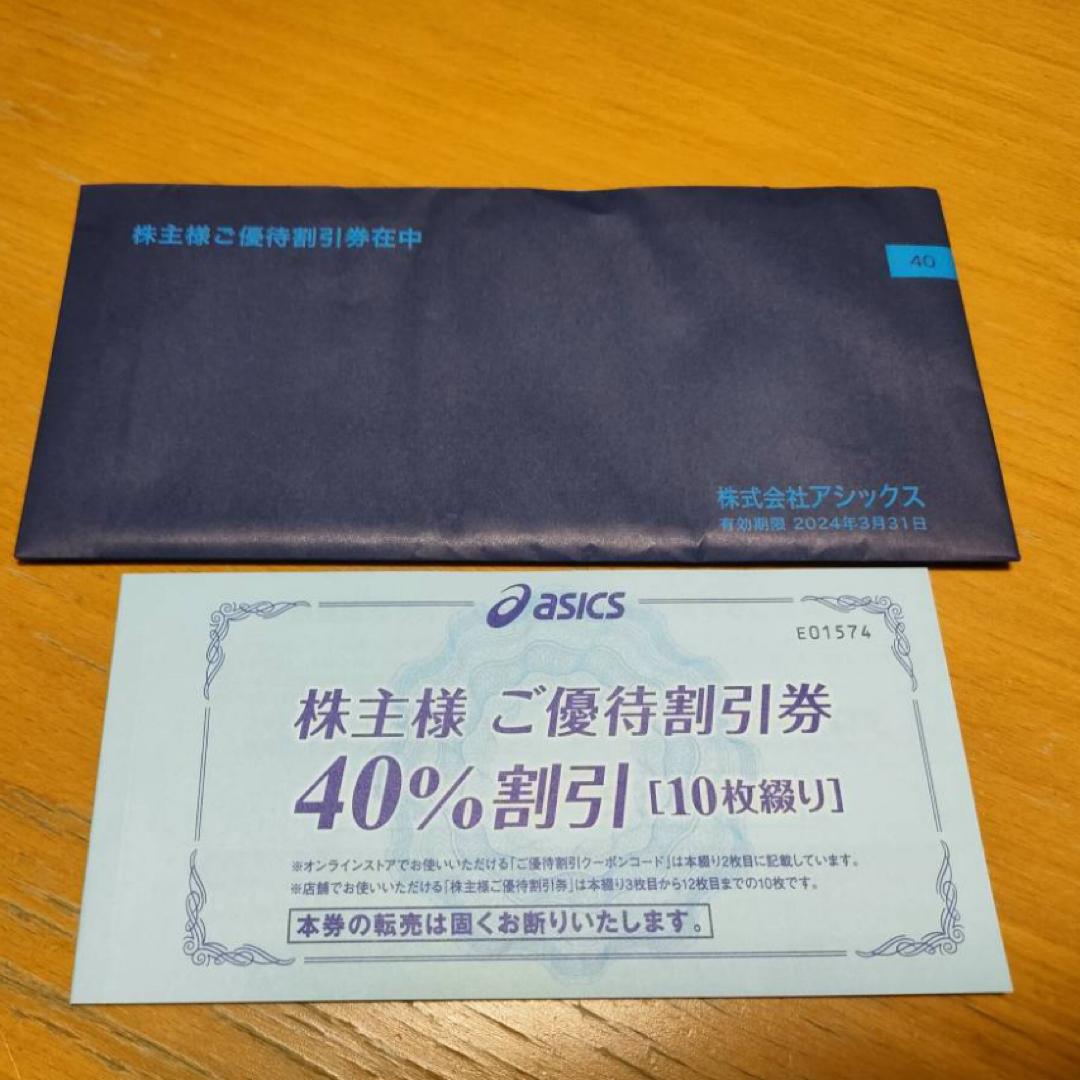 株主様ご優待割引券在中
40
株式会社アシックス
有効期限 2024年3月31日
asics
E01574
株主様 ご優待割引券
40%割引[10枚綴り]
※オンラインストアでお使いいただける「ご優待割引クーポンコード」は本綴り2枚目に記載しています。
※店舗でお使いいただける「株主様ご優待割引券」は本綴り3枚目から12枚目までの10枚です。
本券の転売は固くお断りいたします。